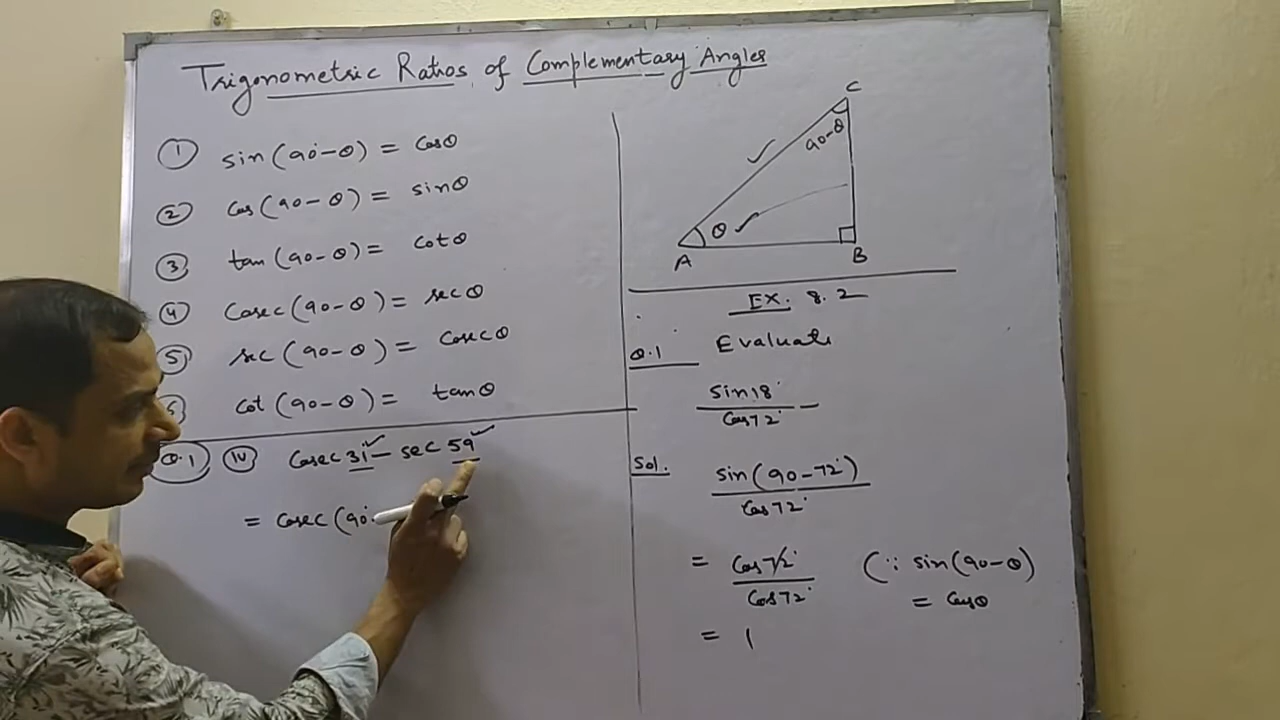 Trigonometric Ratios of Complementary Angles
① sin(90°-θ) = cosθ
② cos(90-θ) = sinθ
③ tan(90-θ) = cotθ
④ Cosec(90-θ) = secθ
⑤ sec(90-θ) = cosecθ
cot(90-θ) = tanθ
Q.1 IV Cosec 31° - sec 59°
= Cosec(90°
C
90-θ
θ
A
B
EX. 8.2
Q.1 Evaluate
sin18°
Cos72°
Sol.
sin(90-72°)
Cos72°
= Cos72° (∵ sin(90-θ)
Cos72° = Cosθ
= 1